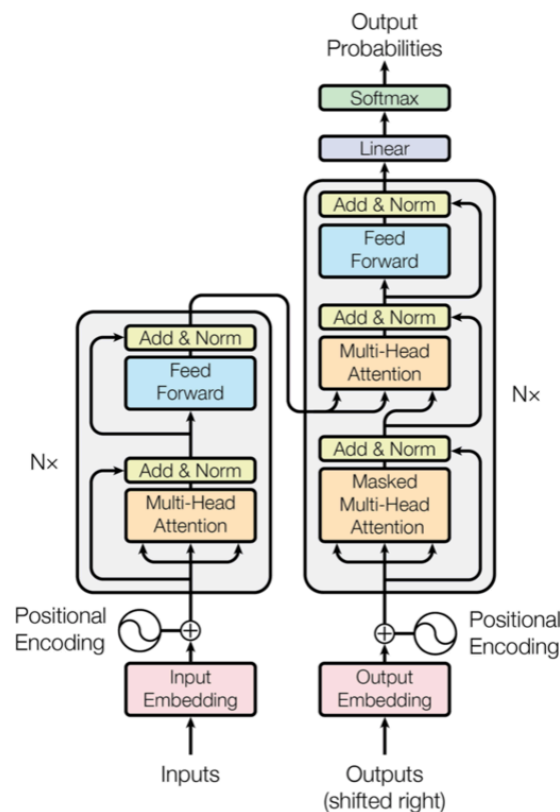 Output
Probabilities
Softmax
Linear
Add & Norm
Feed
Forward
Add & Norm
Multi-Head
Attention
Nx
Add & Norm
Masked
Multi-Head
Attention
Add & Norm
Feed
Forward
Nx
Add & Norm
Multi-Head
Attention
Positional
Encoding
Positional
Encoding
Input
Embedding
Output
Embedding
Inputs
Outputs
(shifted right)